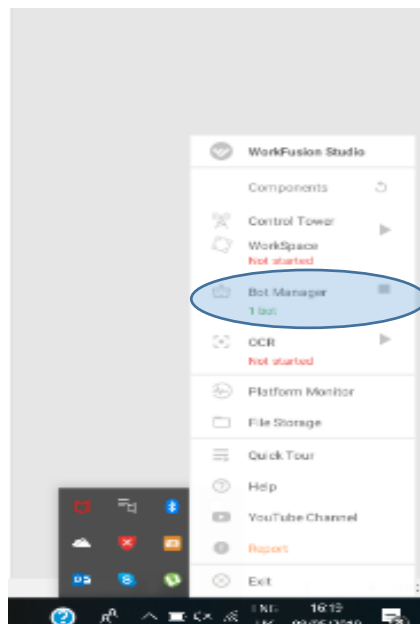 WorkFusion Studio
Components
Control Tower
WorkSpace
Not started
Bot Manager
1 bot
OCR
Not started
Platform Monitor
File Storage
Quick Tour
Help
YouTube Channel
Report
Exit
ENG 16:19